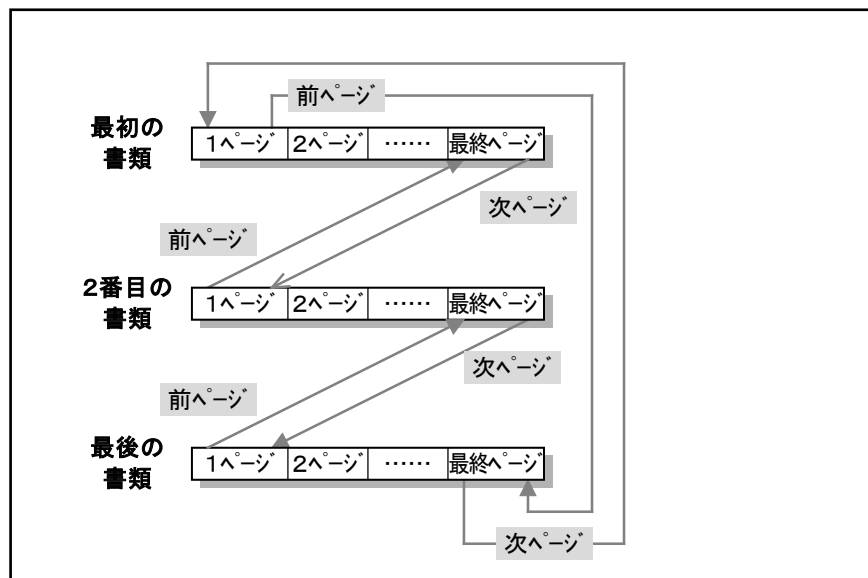 前ページ
最初の
書類
1ページ 2ページ …… 最終ページ
次ページ
前ページ
2番目の
書類
1ページ 2ページ …… 最終ページ
次ページ
前ページ
最後の
書類
1ページ 2ページ …… 最終ページ
次ページ